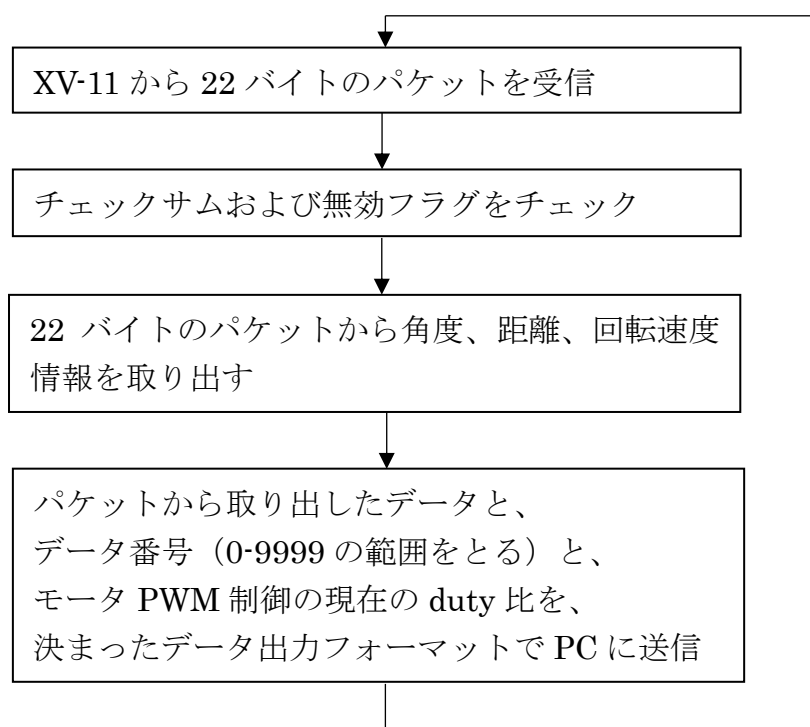 XV-11 から 22 バイトのパケットを受信
チェックサムおよび無効フラグをチェック
22 バイトのパケットから角度、距離、回転速度
情報を取り出す
パケットから取り出したデータと、
データ番号（0-9999 の範囲をとる）と、
モータ PWM 制御の現在の duty 比を、
決まったデータ出力フォーマットで PC に送信